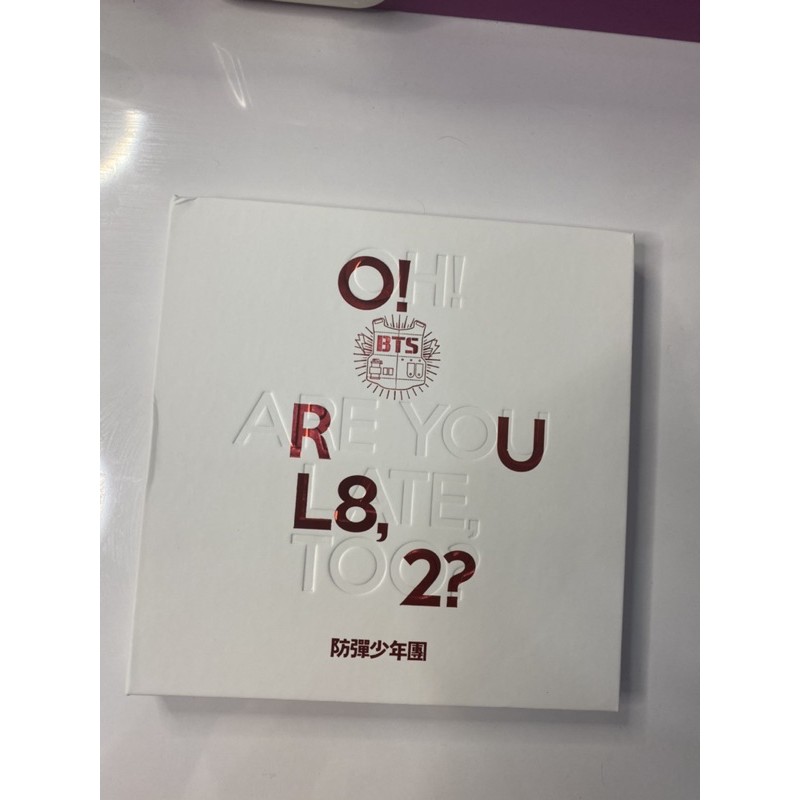 O!
OH!
BTS
R U
ARE YOU
L8,
LATE,
2?
TOO?
防彈少年團